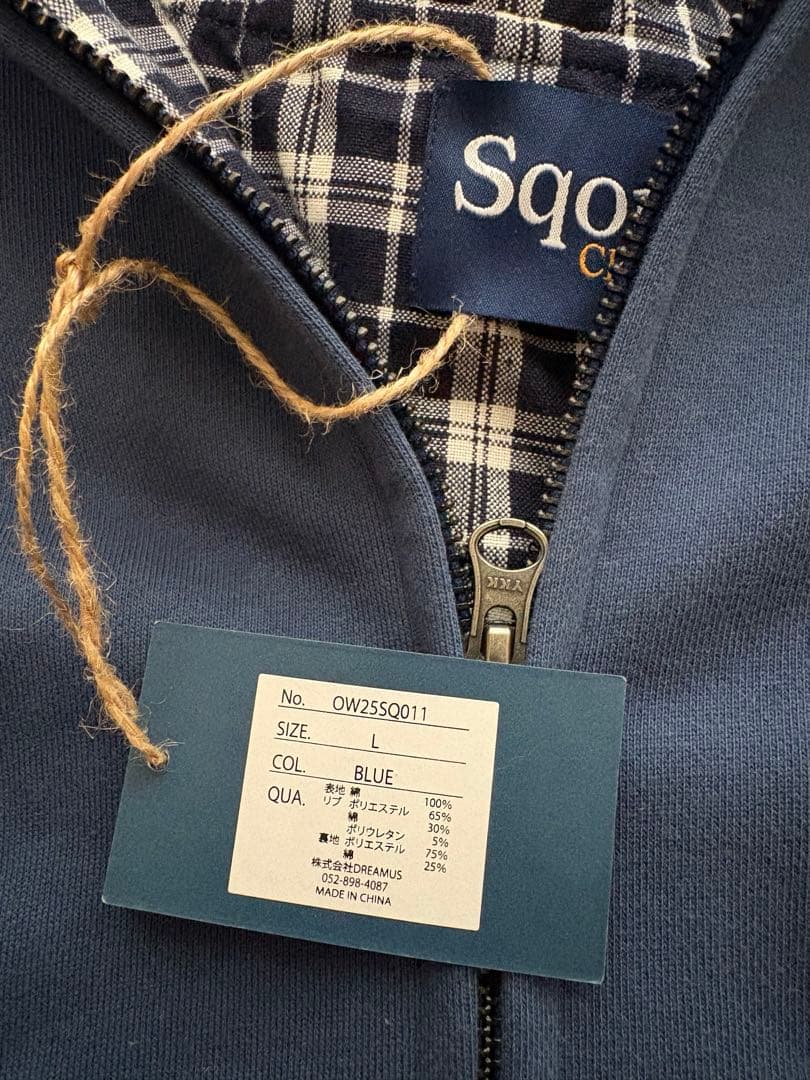 Sqo
No. OW25SQ011
SIZE. L
COL. BLUE
QUA. 表地 綿 100%
リブ ポリエステル 65%
綿 30%
ポリウレタン 5%
裏地 ポリエステル 75%
綿 25%
株式会社DREAMUS
052-898-4087
MADE IN CHINA
YKK